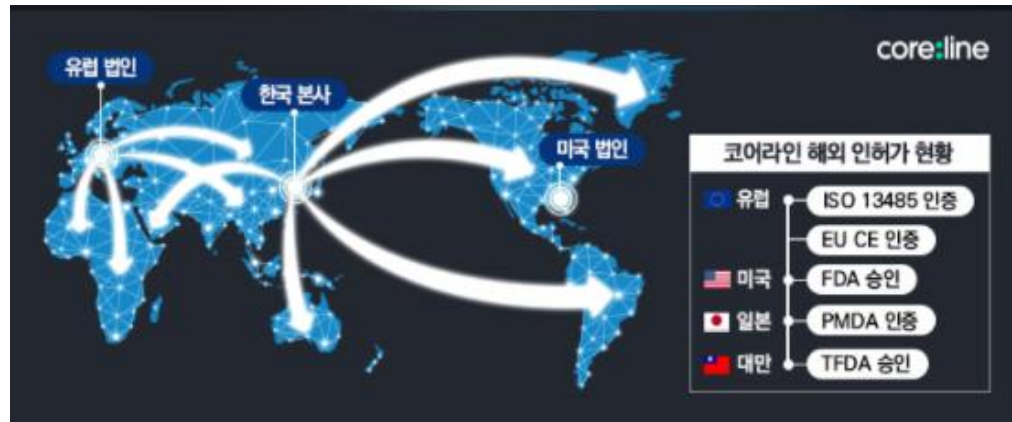 core:line
유럽 법인
한국 본사
미국 법인
코어라인 해외 인허가 현황
유럽 ISO 13485 인증
EU CE 인증
미국 FDA 승인
일본 PMDA 인증
대만 TFDA 승인